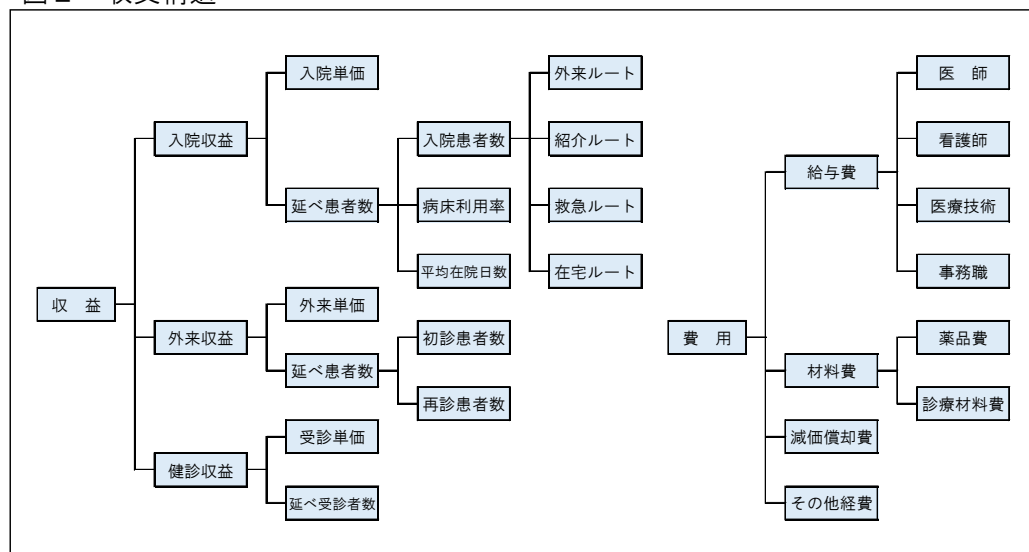 入院単価
外来ルート
医 師
入院収益
入院患者数
紹介ルート
看護師
給与費
延べ患者数
病床利用率
救急ルート
医療技術
平均在院日数
在宅ルート
事務職
収 益
外来単価
外来収益
初診患者数
費 用
薬品費
延べ患者数
材料費
再診患者数
診療材料費
受診単価
減価償却費
健診収益
延べ受診者数
その他経費